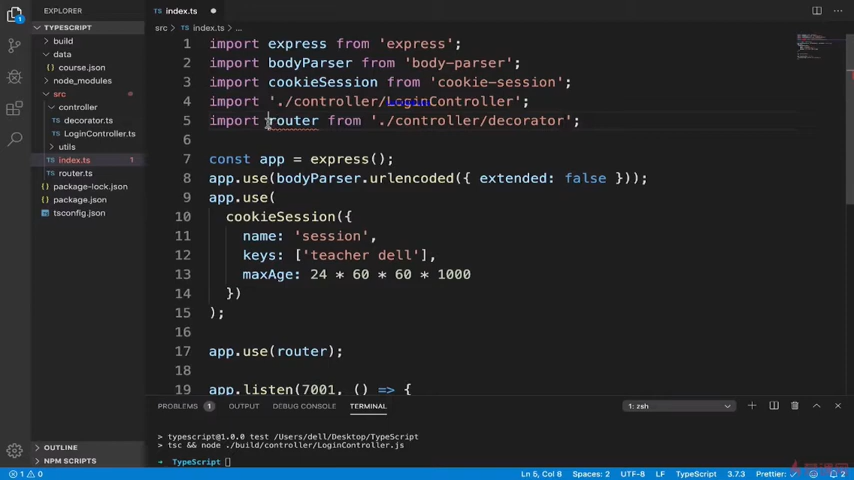 EXPLORER
TYPESCRIPT
build
data
course.json
node_modules
src
controller
decorator.ts
LoginController.ts
utils
index.ts 1
router.ts
package-lock.json
package.json
tsconfig.json
OUTLINE
NPM SCRIPTS
index.ts
src > index.ts > ...
1 import express from 'express';
2 import bodyParser from 'body-parser';
3 import cookieSession from 'cookie-session';
4 import './controller/LoginController';
5 import router from './controller/decorator';
6
7 const app = express();
8 app.use(bodyParser.urlencoded({ extended: false }));
9 app.use(
10 cookieSession({
11 name: 'session',
12 keys: ['teacher dell'],
13 maxAge: 24 * 60 * 60 * 1000
14 })
15 );
16
17 app.use(router);
18
19 app.listen(7001, () => {
PROBLEMS 1 OUTPUT DEBUG CONSOLE TERMINAL 1: zsh
> typescript@1.0.0 test /Users/dell/Desktop/TypeScript
> tsc && node ./build/controller/LoginController.js
→ TypeScript
1 0 Ln 5, Col 8 Spaces: 2 UTF-8 LF TypeScript 3.7.3 Prettier: ✓ 2